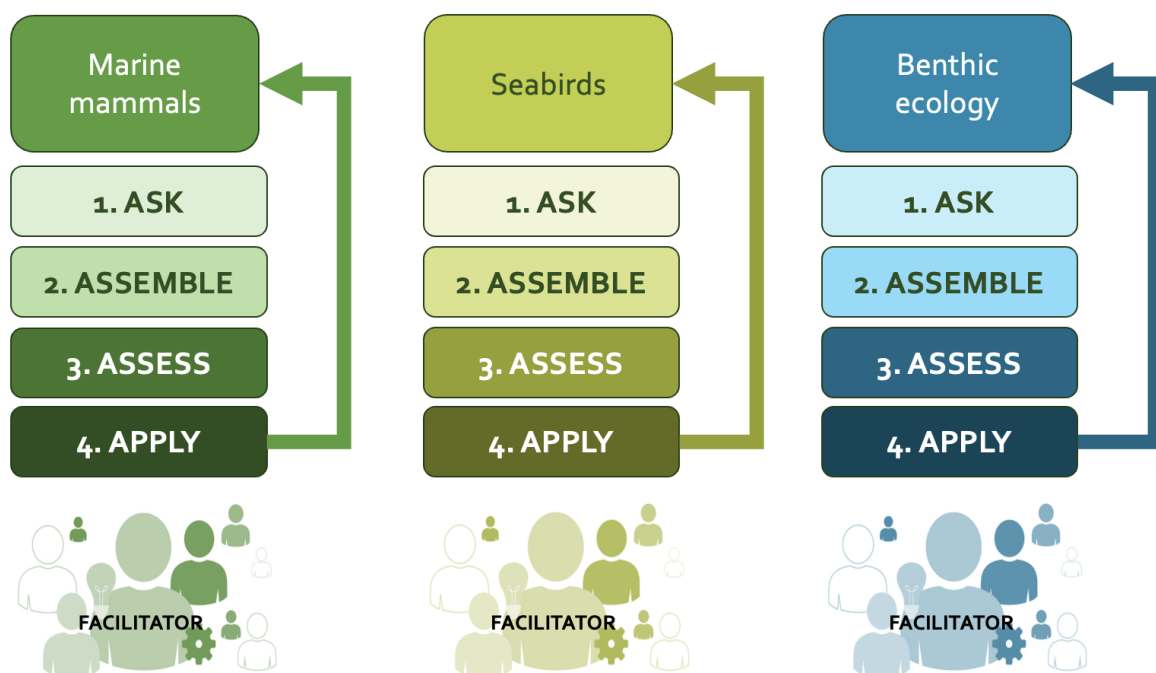 Marine
mammals
1. ASK
2. ASSEMBLE
3. ASSESS
4. APPLY
FACILITATOR
Seabirds
1. ASK
2. ASSEMBLE
3. ASSESS
4. APPLY
FACILITATOR
Benthic
ecology
1. ASK
2. ASSEMBLE
3. ASSESS
4. APPLY
FACILITATOR